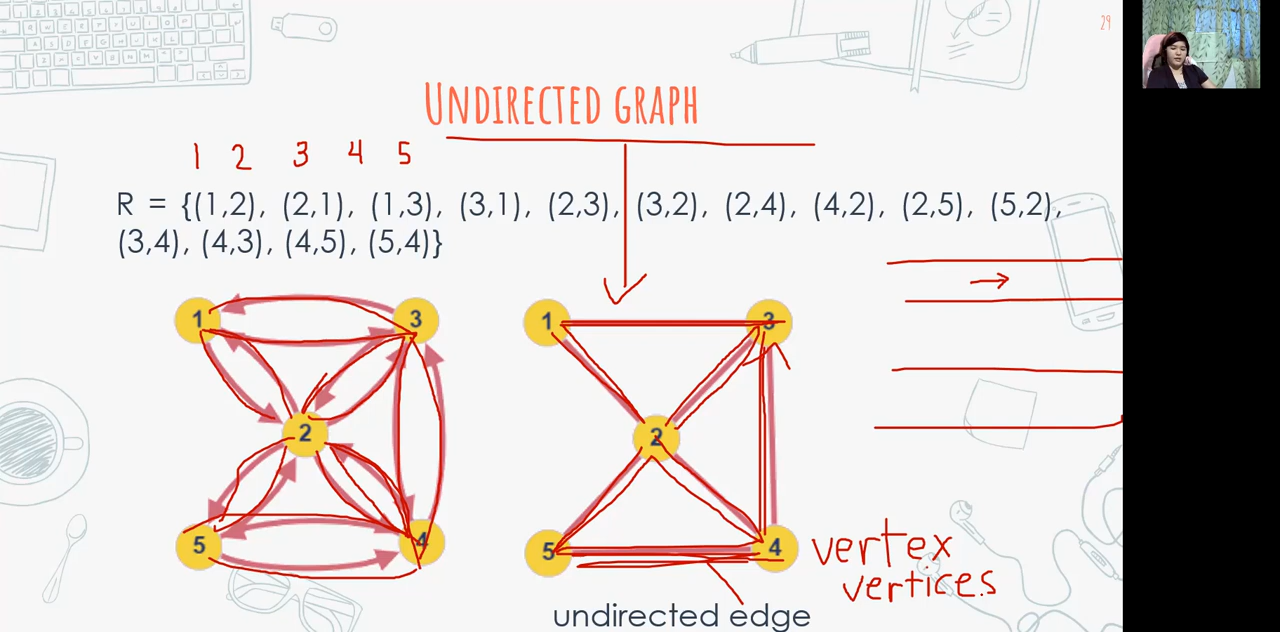 29
UNDIRECTED GRAPH
1 2 3 4 5
R = {(1,2), (2,1), (1,3), (3,1), (2,3), (3,2), (2,4), (4,2), (2,5), (5,2),
(3,4), (4,3), (4,5), (5,4)}
1 3
2
5 4
1 3
2
5 4
vertex
vertices
undirected edge